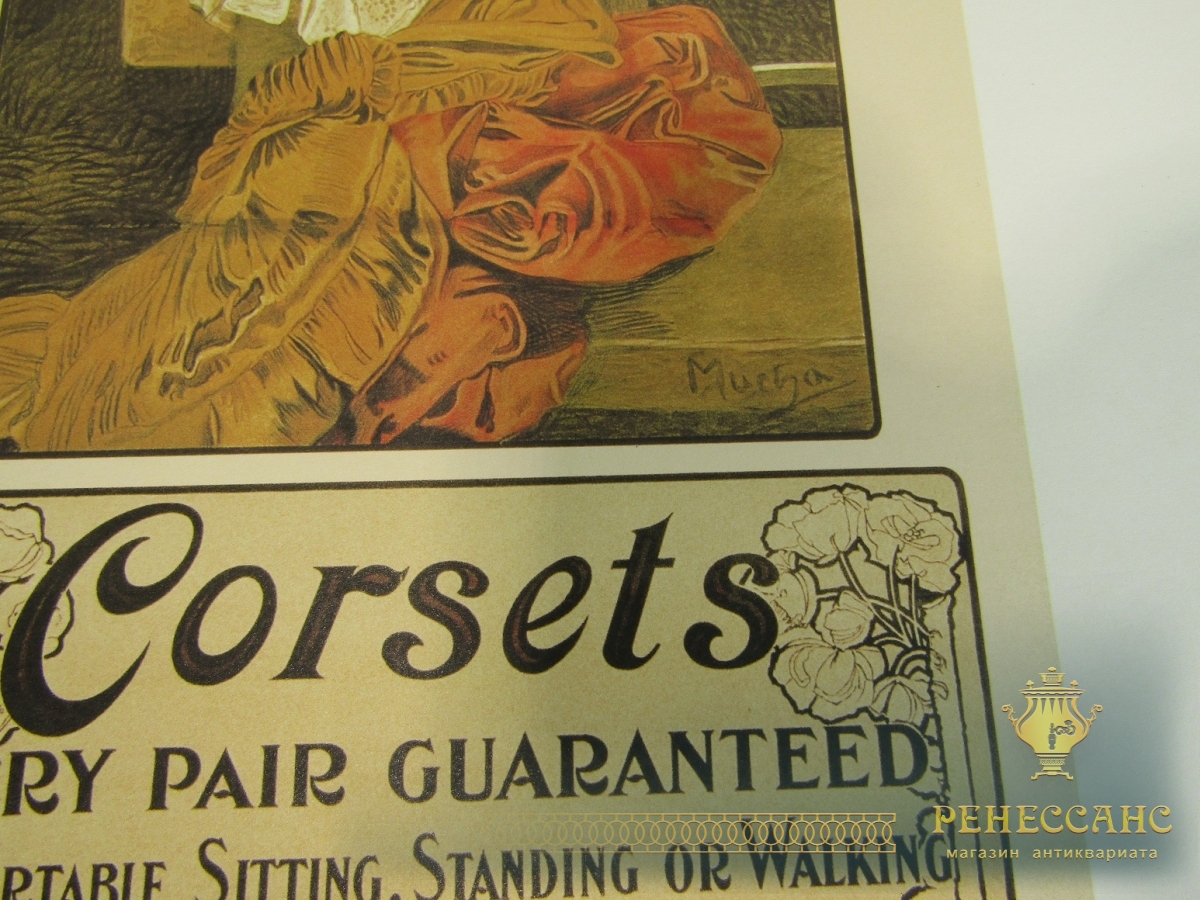 Mucha
Corsets
RY PAIR GUARANTEED
RTABLE SITTING, STANDING OR WALKING
РЕНЕССАНС
магазин антиквариата